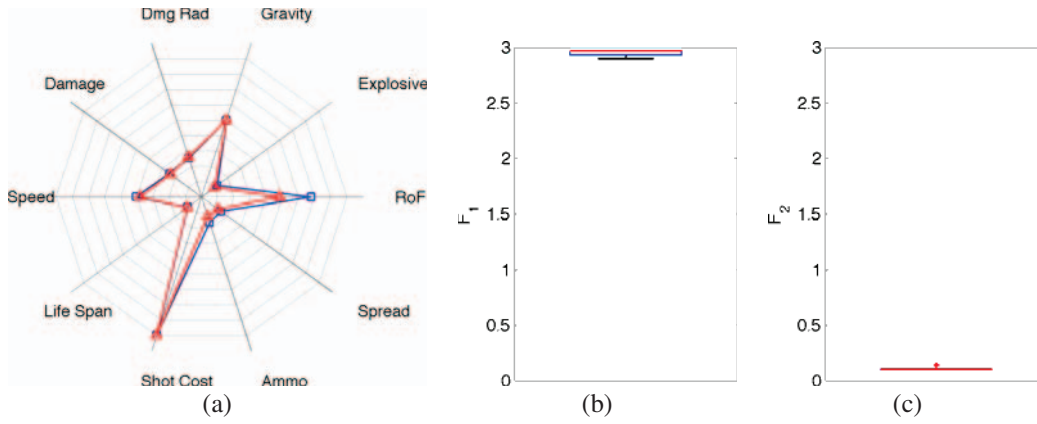 Dmg Rad
Gravity
Damage
Explosive
Speed
RoF
Life Span
Spread
Shot Cost
Ammo
(a)
3
2.5
2
1.5
1
0.5
0
F1
(b)
3
2.5
2
1.5
1
0.5
0
F2
(c)